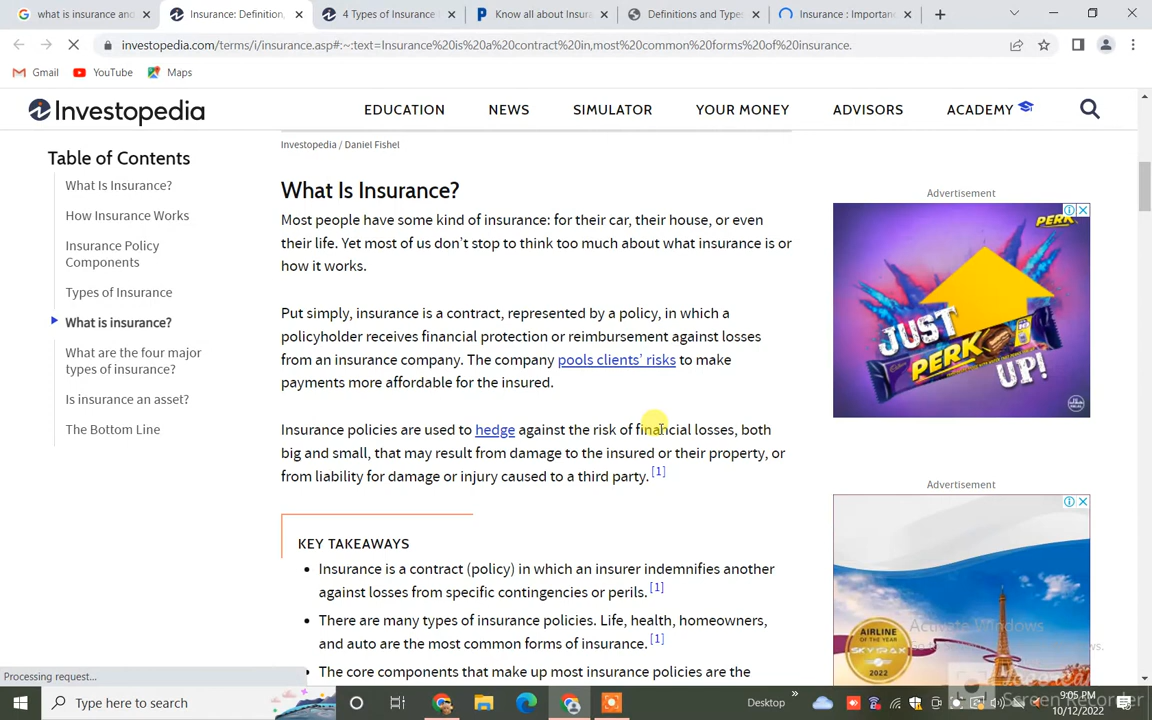 what is insurance and
Insurance: Definition,
4 Types of Insurance
Know all about Insur
Definitions and Type
Insurance : Importan
investopedia.com/terms/i/insurance.asp#:~:text=Insurance%20is%20a%20contract%20in,most%20common%20forms%20of%20insurance.
Gmail
YouTube
Maps
Investopedia
EDUCATION
NEWS
SIMULATOR
YOUR MONEY
ADVISORS
ACADEMY
Investopedia / Daniel Fishel
Table of Contents
What Is Insurance?
How Insurance Works
Insurance Policy
Components
Types of Insurance
What is insurance?
What are the four major
types of insurance?
Is insurance an asset?
The Bottom Line
What Is Insurance?
Most people have some kind of insurance: for their car, their house, or even
their life. Yet most of us don't stop to think too much about what insurance is or
how it works.
Put simply, insurance is a contract, represented by a policy, in which a
policyholder receives financial protection or reimbursement against losses
from an insurance company. The company pools clients' risks to make
payments more affordable for the insured.
Insurance policies are used to hedge against the risk of financial losses, both
big and small, that may result from damage to the insured or their property, or
from liability for damage or injury caused to a third party. [1]
KEY TAKEAWAYS
• Insurance is a contract (policy) in which an insurer indemnifies another
against losses from specific contingencies or perils. [1]
• There are many types of insurance policies. Life, health, homeowners,
and auto are the most common forms of insurance. [1]
• The core components that make up most insurance policies are the
Advertisement
PERK
JUST
PERK
UP!
Advertisement
AIRLINE
OF THE YEAR
SKYTRAX
2022
Activate Windows
Screen Recorder
Processing request...
Type here to search
Desktop
9:05 PM
10/12/2022